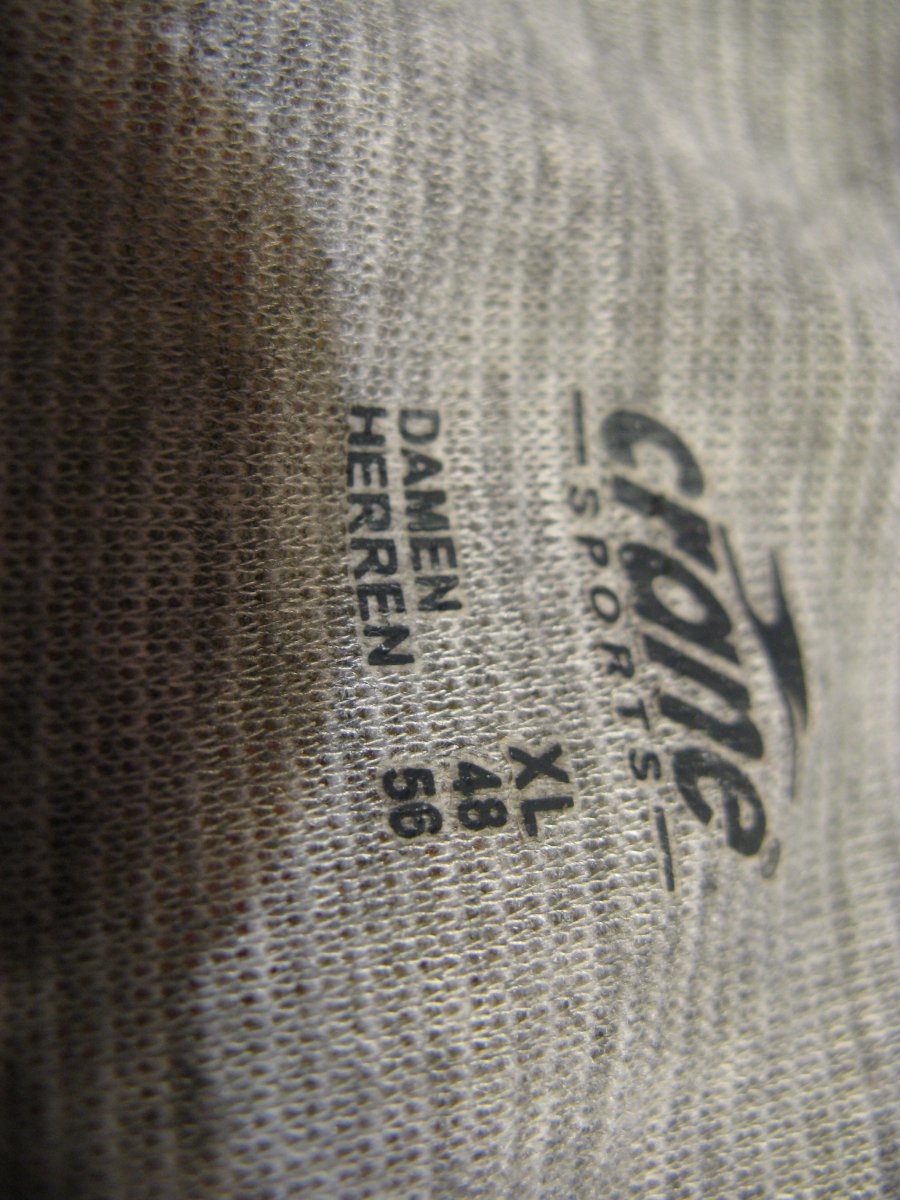 crane®
— SPORTS —
XL
DAMEN 48
HERREN 56